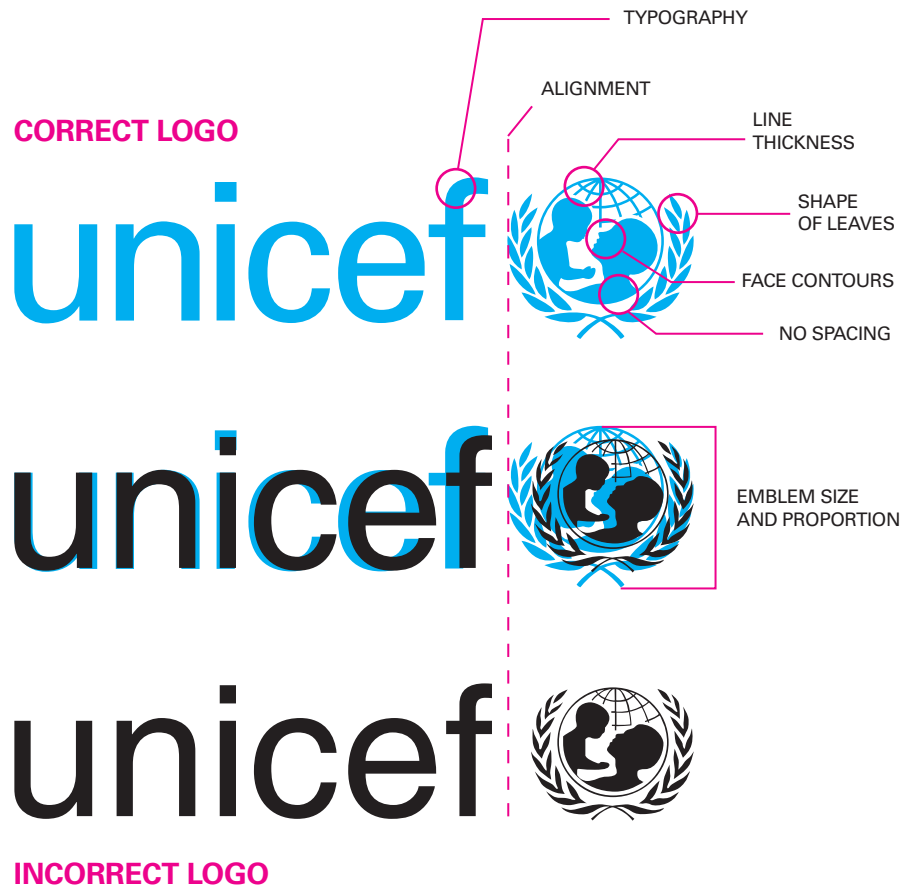 TYPOGRAPHY
ALIGNMENT
CORRECT LOGO
LINE
THICKNESS
unicef
SHAPE
OF LEAVES
FACE CONTOURS
NO SPACING
unicef
EMBLEM SIZE
AND PROPORTION
unicef
INCORRECT LOGO